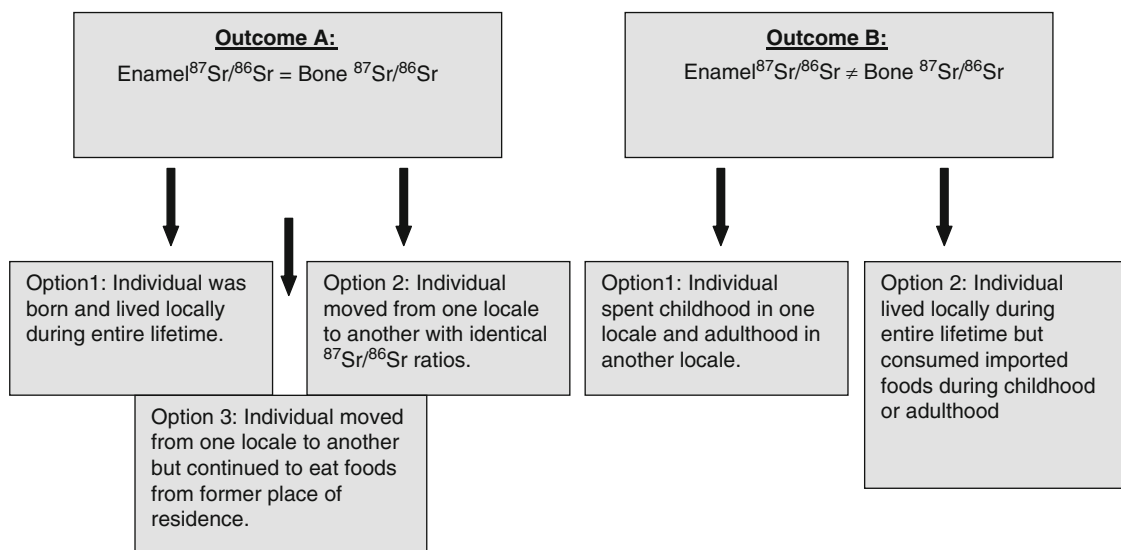 Outcome A:
Enamel⁸⁷Sr/⁸⁶Sr = Bone ⁸⁷Sr/⁸⁶Sr
Option1: Individual was
born and lived locally
during entire lifetime.
Option 2: Individual
moved from one locale
to another with identical
⁸⁷Sr/⁸⁶Sr ratios.
Option 3: Individual moved
from one locale to another
but continued to eat foods
from former place of
residence.
Outcome B:
Enamel⁸⁷Sr/⁸⁶Sr ≠ Bone ⁸⁷Sr/⁸⁶Sr
Option1: Individual
spent childhood in one
locale and adulthood in
another locale.
Option 2: Individual
lived locally during
entire lifetime but
consumed imported
foods during childhood
or adulthood